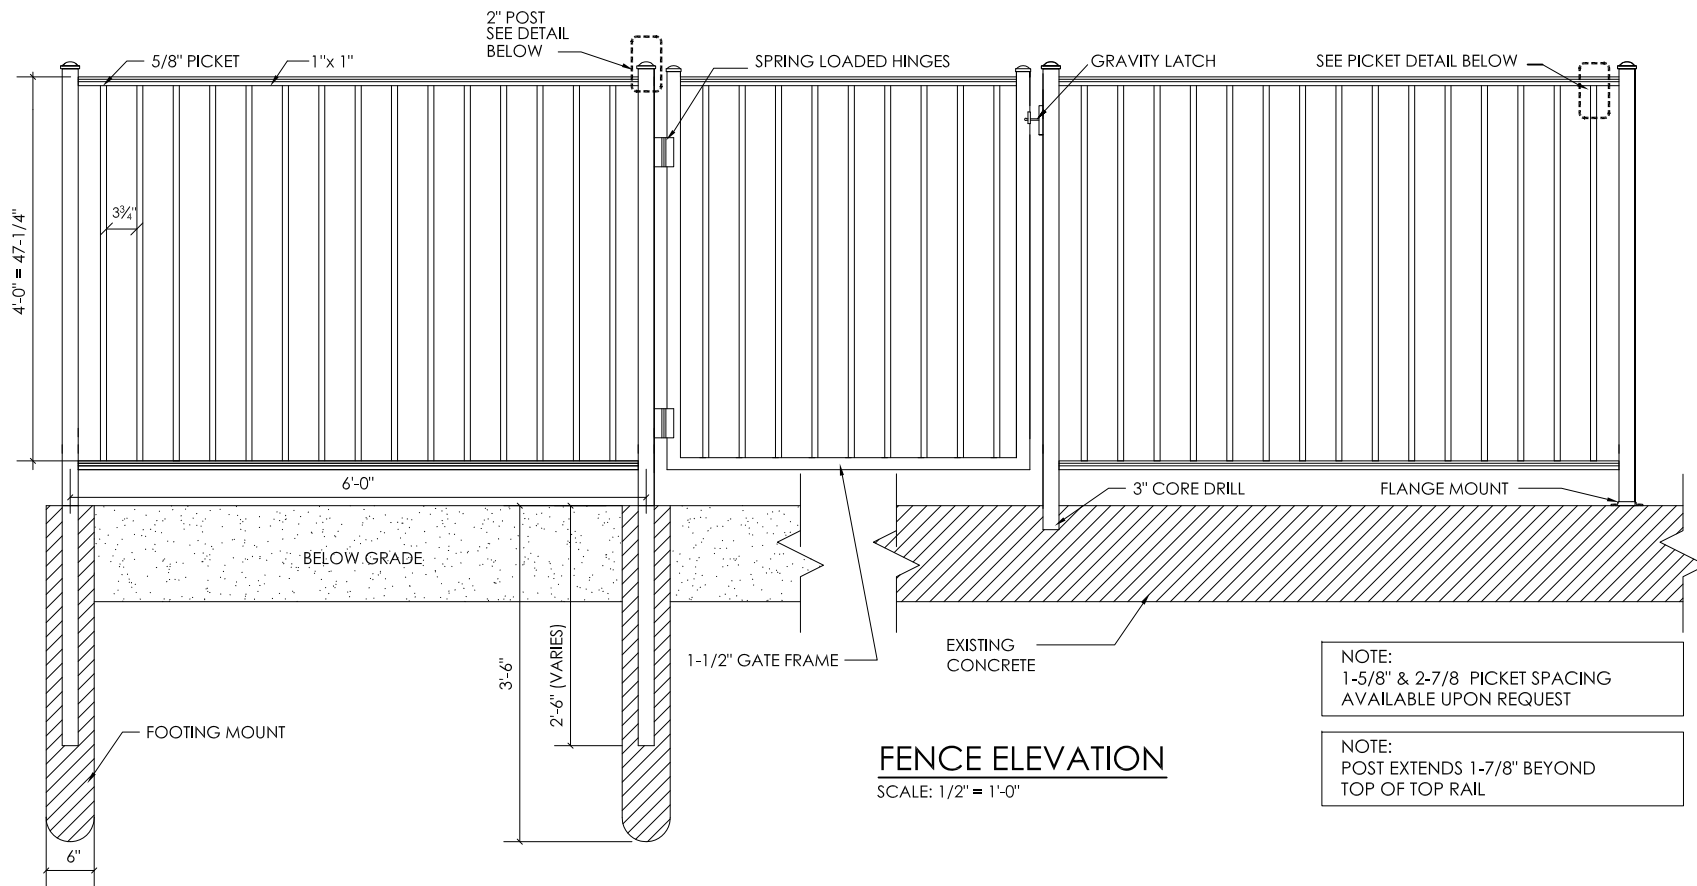 2" POST
SEE DETAIL
BELOW
5/8" PICKET
1"x 1"
SPRING LOADED HINGES
GRAVITY LATCH
SEE PICKET DETAIL BELOW
3¾"
4'-0" = 47-1/4"
6'-0"
3" CORE DRILL
FLANGE MOUNT
BELOW GRADE
3'-6"
2'-6" (VARIES)
1-1/2" GATE FRAME
EXISTING
CONCRETE
FOOTING MOUNT
6"
FENCE ELEVATION
SCALE: 1/2" = 1'-0"
NOTE:
1-5/8" & 2-7/8 PICKET SPACING
AVAILABLE UPON REQUEST
NOTE:
POST EXTENDS 1-7/8" BEYOND
TOP OF TOP RAIL